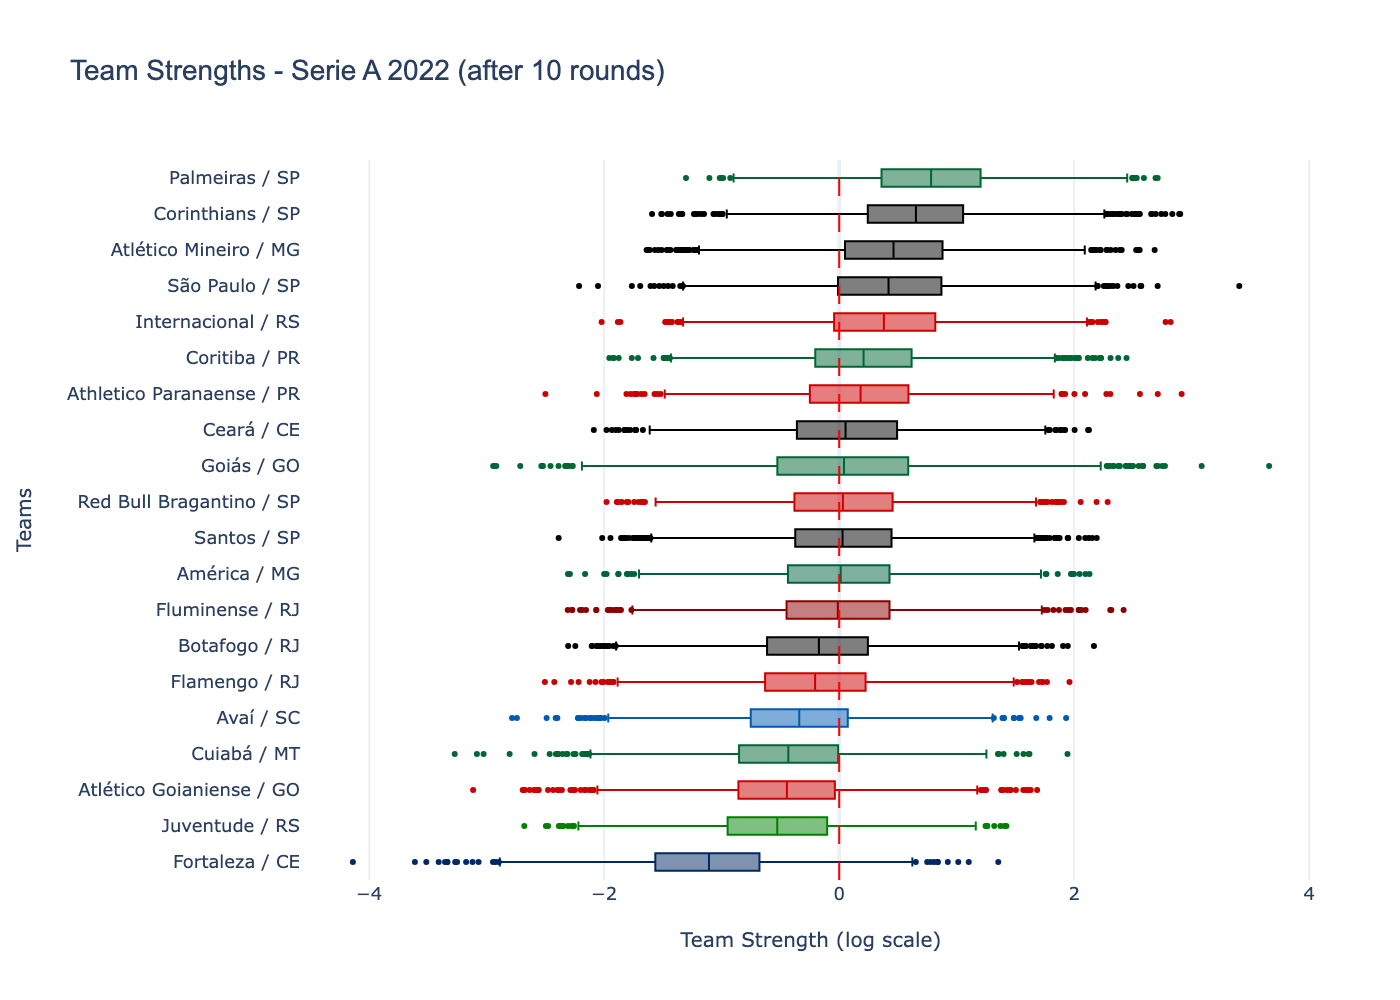 Team Strengths - Serie A 2022 (after 10 rounds)
Teams
Palmeiras / SP
Corinthians / SP
Atlético Mineiro / MG
São Paulo / SP
Internacional / RS
Coritiba / PR
Athletico Paranaense / PR
Ceará / CE
Goiás / GO
Red Bull Bragantino / SP
Santos / SP
América / MG
Fluminense / RJ
Botafogo / RJ
Flamengo / RJ
Avaí / SC
Cuiabá / MT
Atlético Goianiense / GO
Juventude / RS
Fortaleza / CE
−4 −2 0 2 4
Team Strength (log scale)